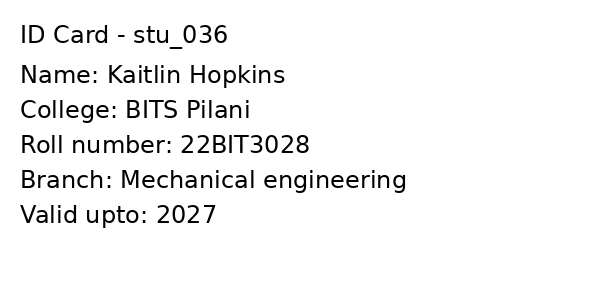 ID Card - stu_036
Name: Kaitlin Hopkins
College: BITS Pilani
Roll number: 22BIT3028
Branch: Mechanical engineering
Valid upto: 2027